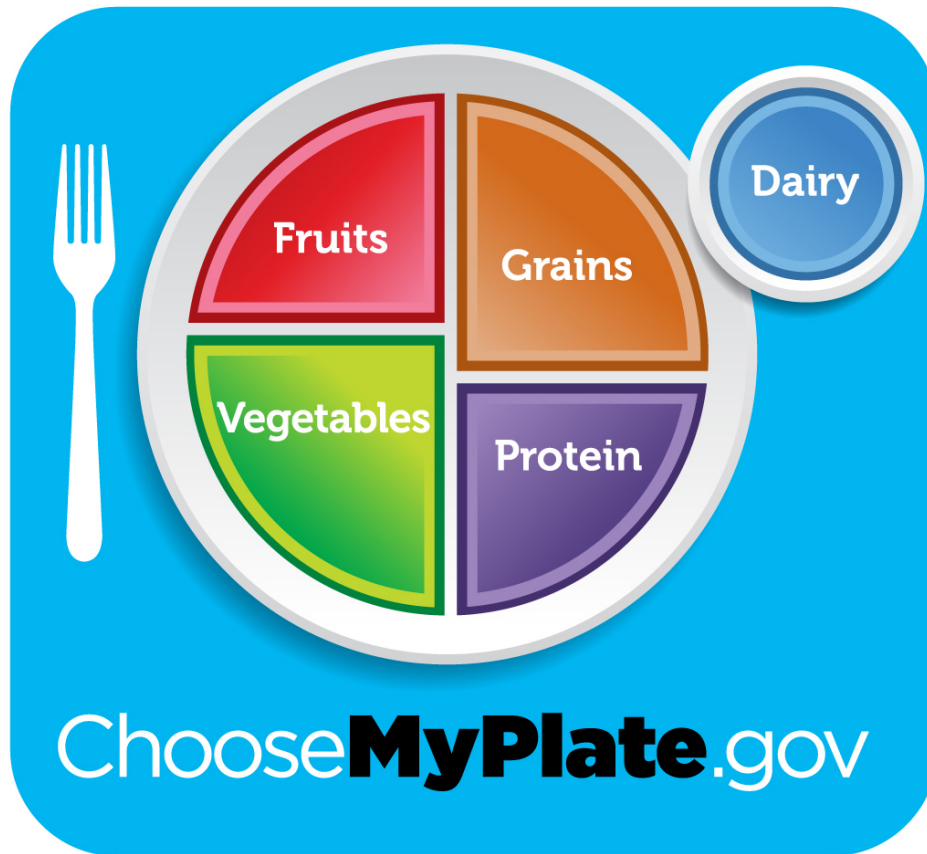 Fruits
Grains
Dairy
Vegetables
Protein
ChooseMyPlate.gov